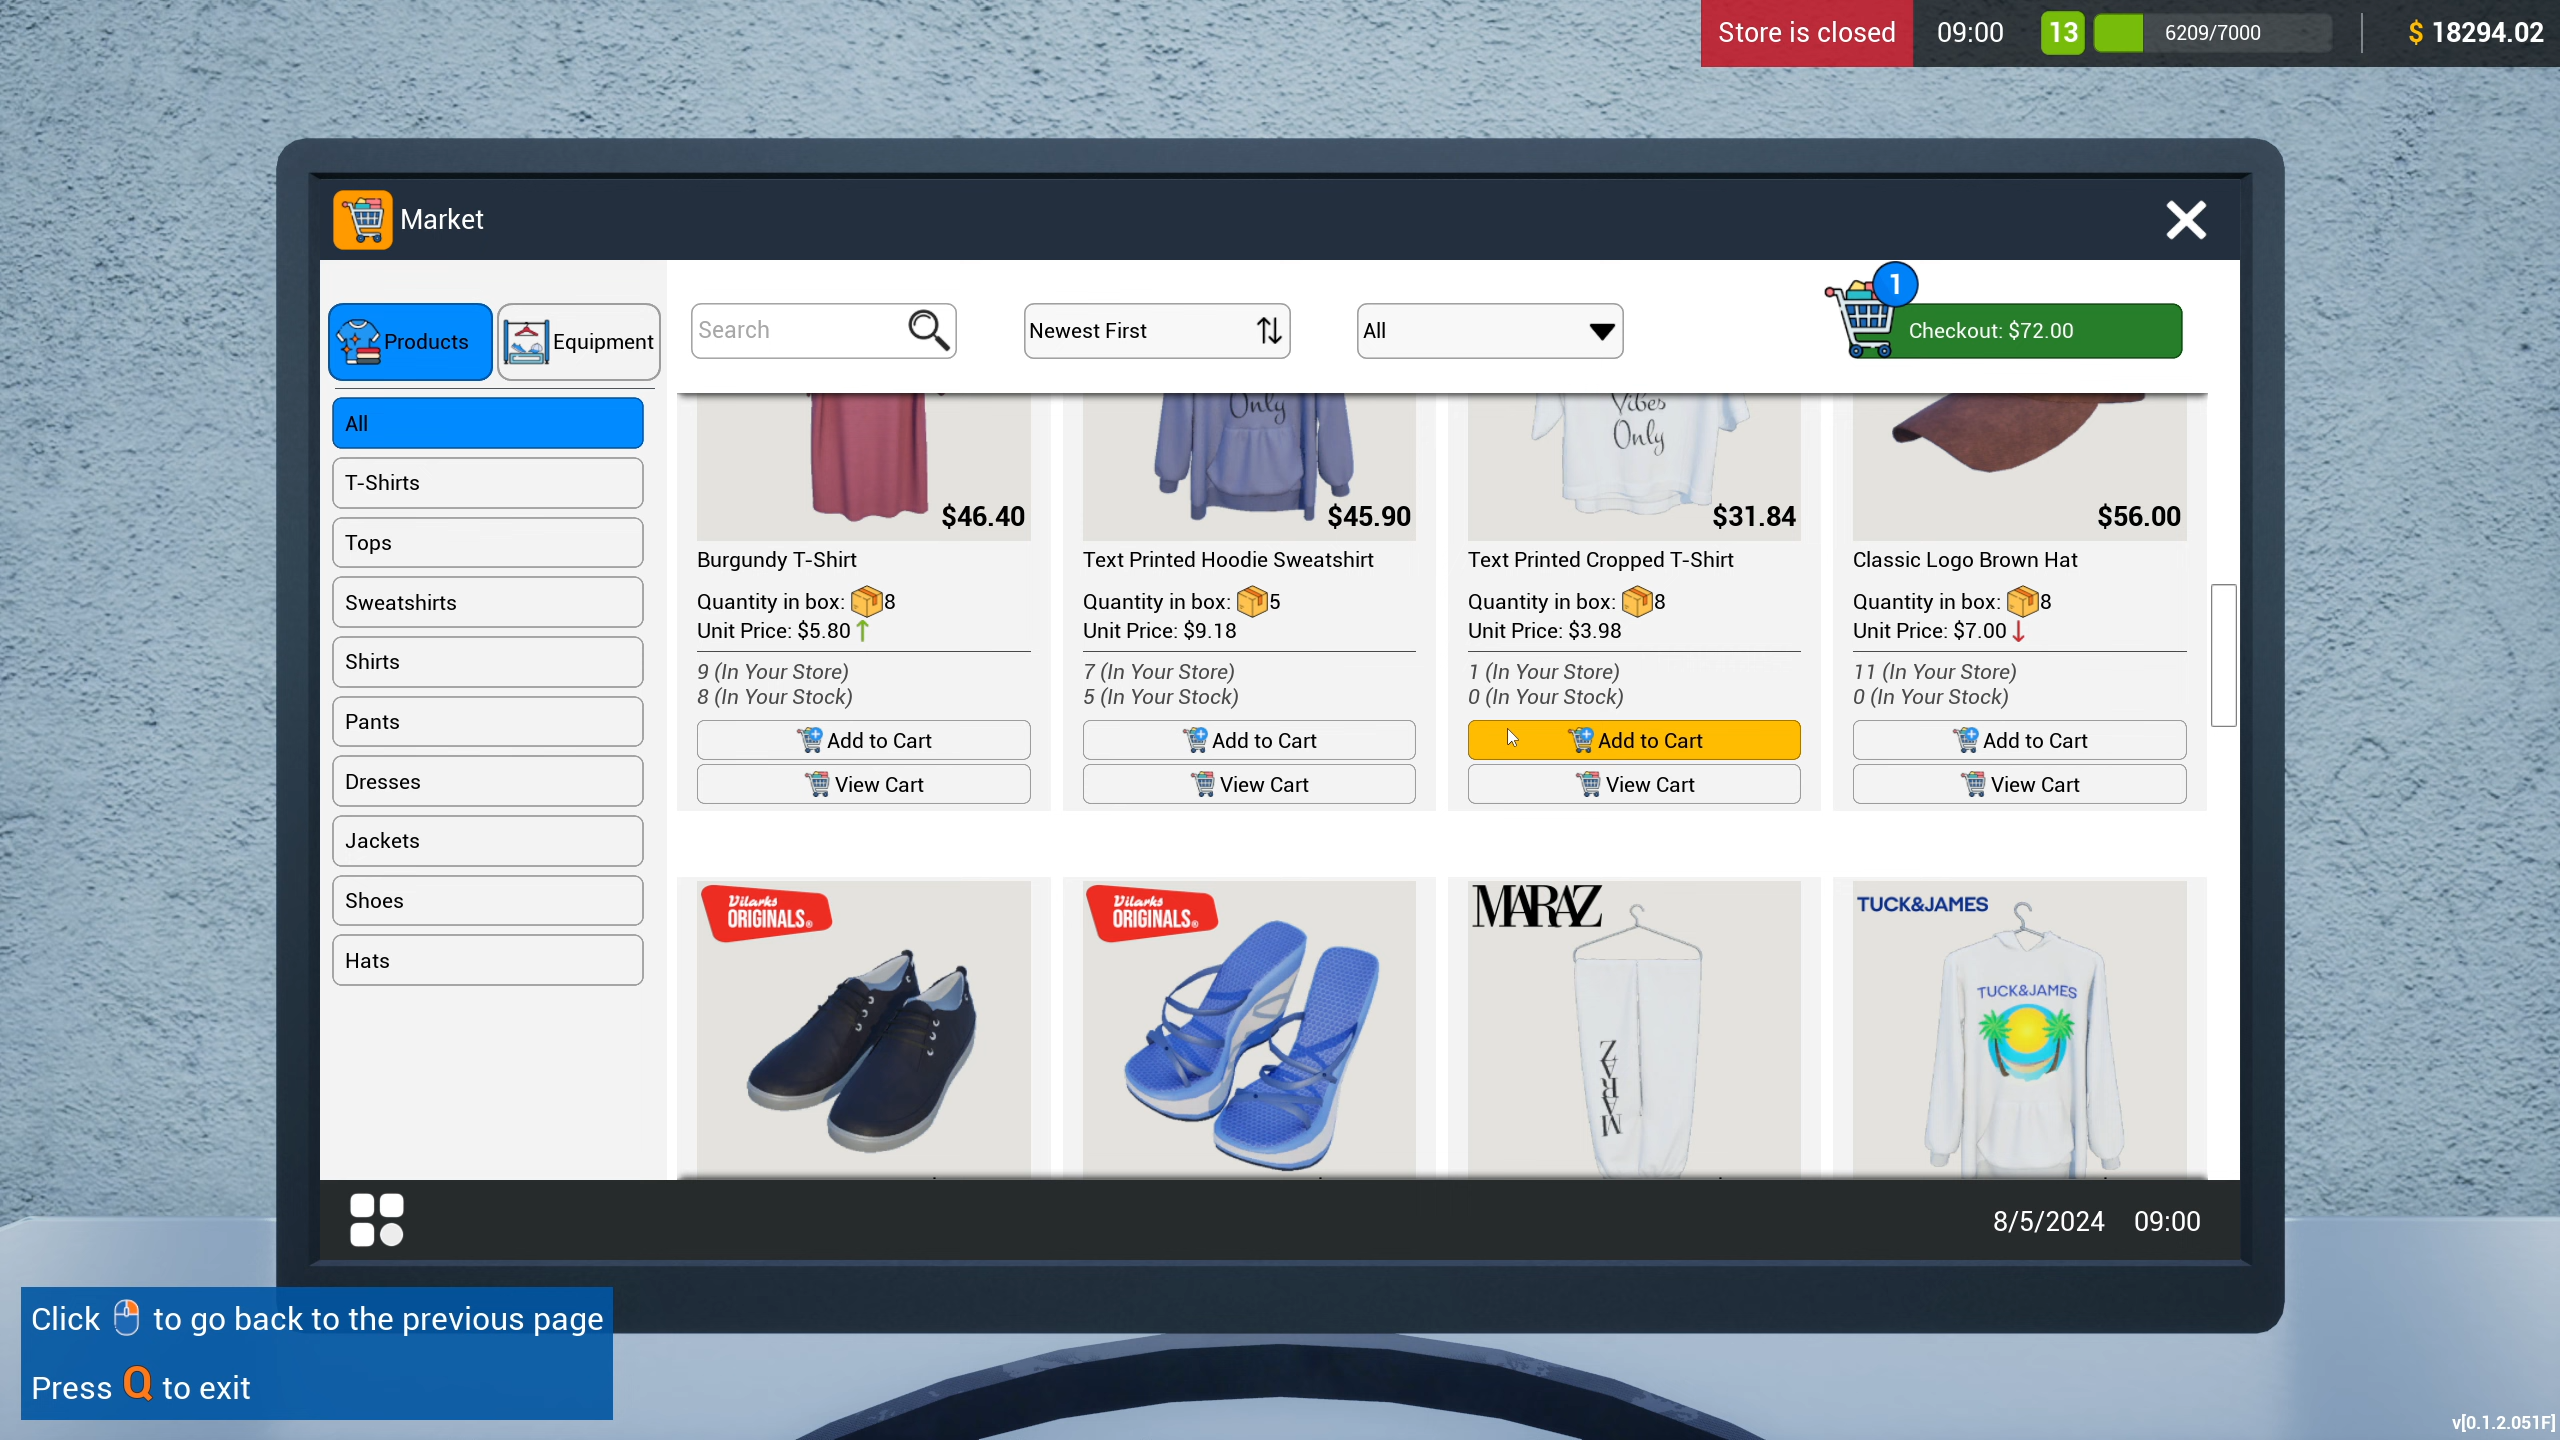 Store is closed
09:00
13
6209/7000
$ 18294.02
Market
Products
Equipment
Search
Newest First
All
1
Checkout: $72.00
All
T-Shirts
Tops
Sweatshirts
Shirts
Pants
Dresses
Jackets
Shoes
Hats
Only
Vibes
Only
$46.40
$45.90
$31.84
$56.00
Burgundy T-Shirt
Quantity in box: 8
Unit Price: $5.80
9 (In Your Store)
8 (In Your Stock)
Add to Cart
View Cart
Text Printed Hoodie Sweatshirt
Quantity in box: 5
Unit Price: $9.18
7 (In Your Store)
5 (In Your Stock)
Add to Cart
View Cart
Text Printed Cropped T-Shirt
Quantity in box: 8
Unit Price: $3.98
1 (In Your Store)
0 (In Your Stock)
Add to Cart
View Cart
Classic Logo Brown Hat
Quantity in box: 8
Unit Price: $7.00
11 (In Your Store)
0 (In Your Stock)
Add to Cart
View Cart
Vilarks
ORIGINALS
Vilarks
ORIGINALS
MARAZ
MARAZ
TUCK&JAMES
TUCK&JAMES
8/5/2024 09:00
Click to go back to the previous page
Press Q to exit
v[0.1.2.051F]